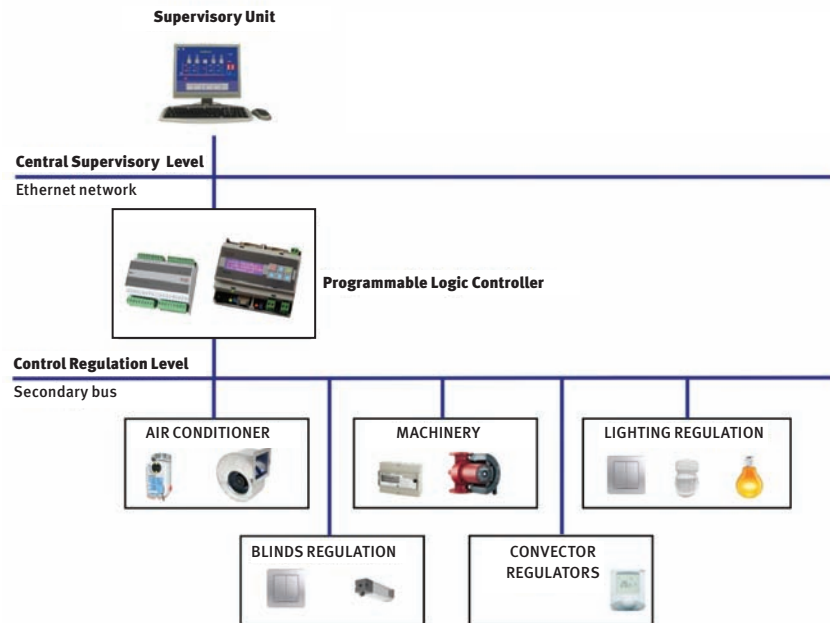 Supervisory Unit
Central Supervisory Level
Ethernet network
Programmable Logic Controller
Control Regulation Level
Secondary bus
AIR CONDITIONER
MACHINERY
LIGHTING REGULATION
BLINDS REGULATION
CONVECTOR
REGULATORS